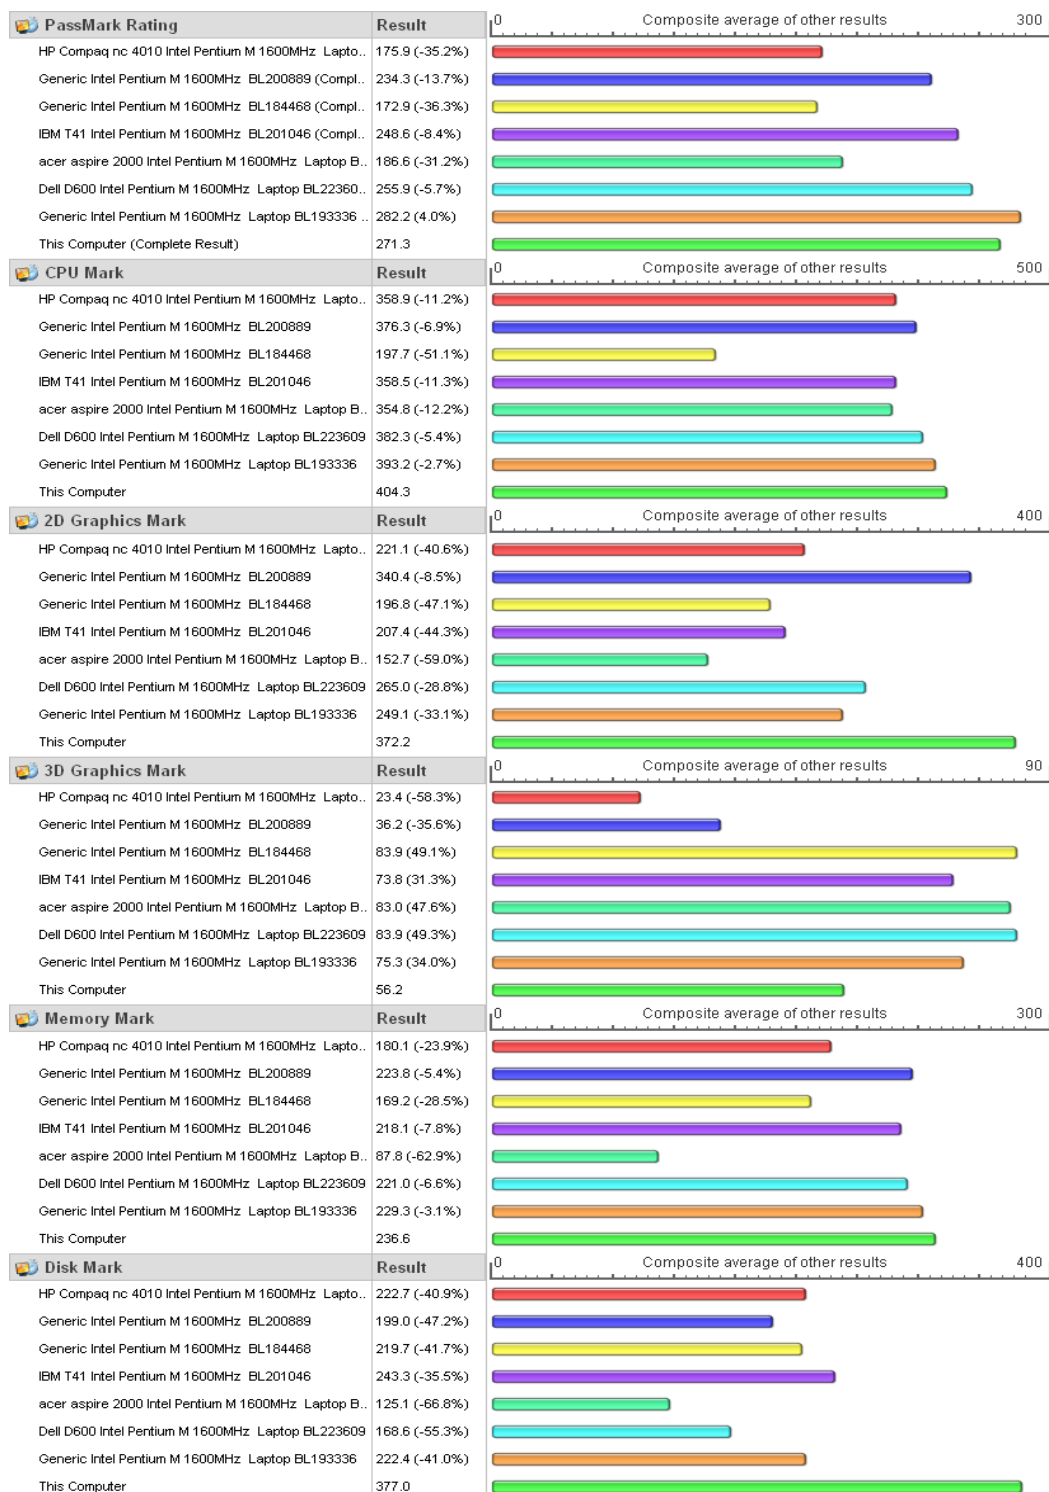 PassMark Rating Result 0 Composite average of other results 300
HP Compaq nc 4010 Intel Pentium M 1600MHz Lapto.. 175.9 (-35.2%)
Generic Intel Pentium M 1600MHz BL200889 (Compl.. 234.3 (-13.7%)
Generic Intel Pentium M 1600MHz BL184468 (Compl.. 172.9 (-36.3%)
IBM T41 Intel Pentium M 1600MHz BL201046 (Compl.. 248.6 (-8.4%)
acer aspire 2000 Intel Pentium M 1600MHz Laptop B.. 186.6 (-31.2%)
Dell D600 Intel Pentium M 1600MHz Laptop BL22360.. 255.9 (-5.7%)
Generic Intel Pentium M 1600MHz Laptop BL193336 .. 282.2 (4.0%)
This Computer (Complete Result) 271.3
CPU Mark Result 0 Composite average of other results 500
HP Compaq nc 4010 Intel Pentium M 1600MHz Lapto.. 358.9 (-11.2%)
Generic Intel Pentium M 1600MHz BL200889 376.3 (-6.9%)
Generic Intel Pentium M 1600MHz BL184468 197.7 (-51.1%)
IBM T41 Intel Pentium M 1600MHz BL201046 358.5 (-11.3%)
acer aspire 2000 Intel Pentium M 1600MHz Laptop B.. 354.8 (-12.2%)
Dell D600 Intel Pentium M 1600MHz Laptop BL223609 382.3 (-5.4%)
Generic Intel Pentium M 1600MHz Laptop BL193336 393.2 (-2.7%)
This Computer 404.3
2D Graphics Mark Result 0 Composite average of other results 400
HP Compaq nc 4010 Intel Pentium M 1600MHz Lapto.. 221.1 (-40.6%)
Generic Intel Pentium M 1600MHz BL200889 340.4 (-8.5%)
Generic Intel Pentium M 1600MHz BL184468 196.8 (-47.1%)
IBM T41 Intel Pentium M 1600MHz BL201046 207.4 (-44.3%)
acer aspire 2000 Intel Pentium M 1600MHz Laptop B.. 152.7 (-59.0%)
Dell D600 Intel Pentium M 1600MHz Laptop BL223609 265.0 (-28.8%)
Generic Intel Pentium M 1600MHz Laptop BL193336 249.1 (-33.1%)
This Computer 372.2
3D Graphics Mark Result 0 Composite average of other results 90
HP Compaq nc 4010 Intel Pentium M 1600MHz Lapto.. 23.4 (-58.3%)
Generic Intel Pentium M 1600MHz BL200889 36.2 (-35.6%)
Generic Intel Pentium M 1600MHz BL184468 83.9 (49.1%)
IBM T41 Intel Pentium M 1600MHz BL201046 73.8 (31.3%)
acer aspire 2000 Intel Pentium M 1600MHz Laptop B.. 83.0 (47.6%)
Dell D600 Intel Pentium M 1600MHz Laptop BL223609 83.9 (49.3%)
Generic Intel Pentium M 1600MHz Laptop BL193336 75.3 (34.0%)
This Computer 56.2
Memory Mark Result 0 Composite average of other results 300
HP Compaq nc 4010 Intel Pentium M 1600MHz Lapto.. 180.1 (-23.9%)
Generic Intel Pentium M 1600MHz BL200889 223.8 (-5.4%)
Generic Intel Pentium M 1600MHz BL184468 169.2 (-28.5%)
IBM T41 Intel Pentium M 1600MHz BL201046 218.1 (-7.8%)
acer aspire 2000 Intel Pentium M 1600MHz Laptop B.. 87.8 (-62.9%)
Dell D600 Intel Pentium M 1600MHz Laptop BL223609 221.0 (-6.6%)
Generic Intel Pentium M 1600MHz Laptop BL193336 229.3 (-3.1%)
This Computer 236.6
Disk Mark Result 0 Composite average of other results 400
HP Compaq nc 4010 Intel Pentium M 1600MHz Lapto.. 222.7 (-40.9%)
Generic Intel Pentium M 1600MHz BL200889 199.0 (-47.2%)
Generic Intel Pentium M 1600MHz BL184468 219.7 (-41.7%)
IBM T41 Intel Pentium M 1600MHz BL201046 243.3 (-35.5%)
acer aspire 2000 Intel Pentium M 1600MHz Laptop B.. 125.1 (-66.8%)
Dell D600 Intel Pentium M 1600MHz Laptop BL223609 168.6 (-55.3%)
Generic Intel Pentium M 1600MHz Laptop BL193336 222.4 (-41.0%)
This Computer 377.0